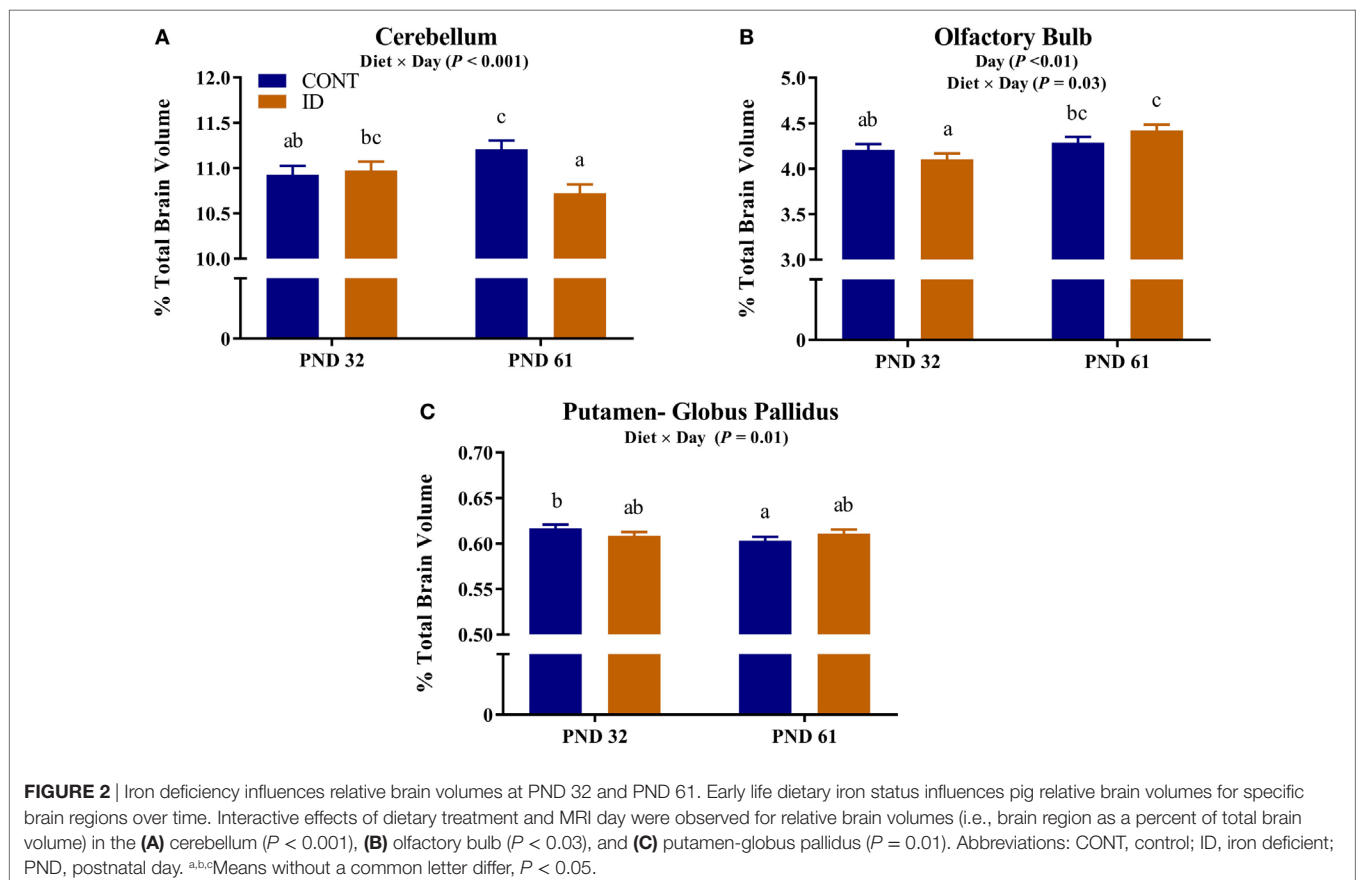 A
Cerebellum
Diet × Day (P < 0.001)
CONT
ID
% Total Brain Volume
12.0
11.5
11.0
10.5
10.0
0
ab
bc
c
a
PND 32
PND 61
B
Olfactory Bulb
Day (P <0.01)
Diet × Day (P = 0.03)
% Total Brain Volume
5.0
4.5
4.0
3.5
3.0
0
ab
a
bc
c
PND 32
PND 61
C
Putamen- Globus Pallidus
Diet × Day (P = 0.01)
% Total Brain Volume
0.70
0.65
0.60
0.55
0.50
0
b
ab
a
ab
PND 32
PND 61
FIGURE 2 | Iron deficiency influences relative brain volumes at PND 32 and PND 61. Early life dietary iron status influences pig relative brain volumes for specific
brain regions over time. Interactive effects of dietary treatment and MRI day were observed for relative brain volumes (i.e., brain region as a percent of total brain
volume) in the (A) cerebellum (P < 0.001), (B) olfactory bulb (P < 0.03), and (C) putamen-globus pallidus (P = 0.01). Abbreviations: CONT, control; ID, iron deficient;
PND, postnatal day. a,b,cMeans without a common letter differ, P < 0.05.